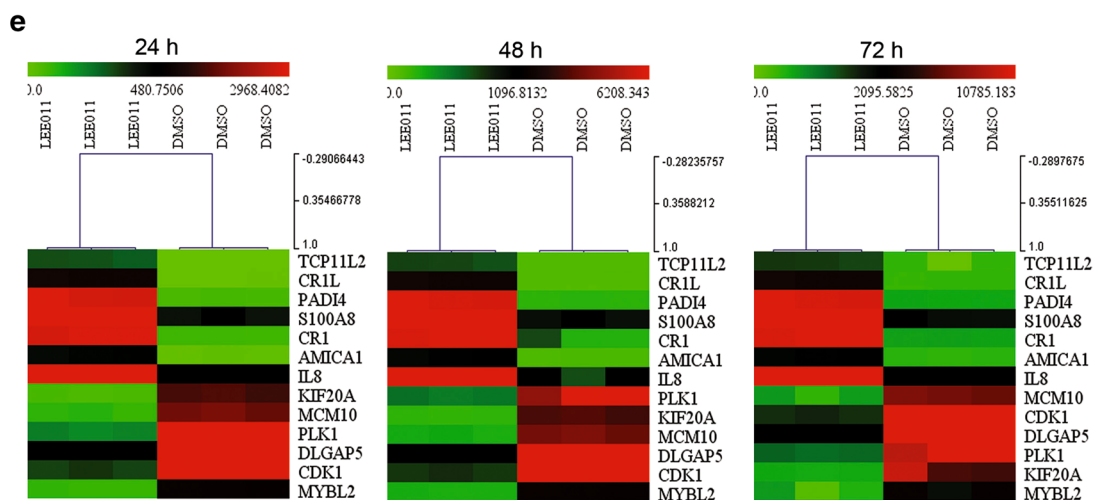 e
24 h
0.0 480.7506 3968.4082
LEE011 LEE011 LEE011 DMSO DMSO DMSO
-0.29066443
0.35466778
1.0
TCP11L2
CR1L
PADI4
S100A8
CR1
AMICA1
IL8
KIF20A
MCM10
PLK1
DLGAP5
CDK1
MYBL2
48 h
0.0 1096.8132 6208.343
LEE011 LEE011 LEE011 DMSO DMSO DMSO
-0.28235757
0.3588212
1.0
TCP11L2
CR1L
PADI4
S100A8
CR1
AMICA1
IL8
PLK1
KIF20A
MCM10
DLGAP5
CDK1
MYBL2
72 h
0.0 2095.5825 10785.183
LEE011 LEE011 LEE011 DMSO DMSO DMSO
-0.2897675
0.35511625
1.0
TCP11L2
CR1L
PADI4
S100A8
CR1
AMICA1
IL8
MCM10
CDK1
DLGAP5
PLK1
KIF20A
MYBL2